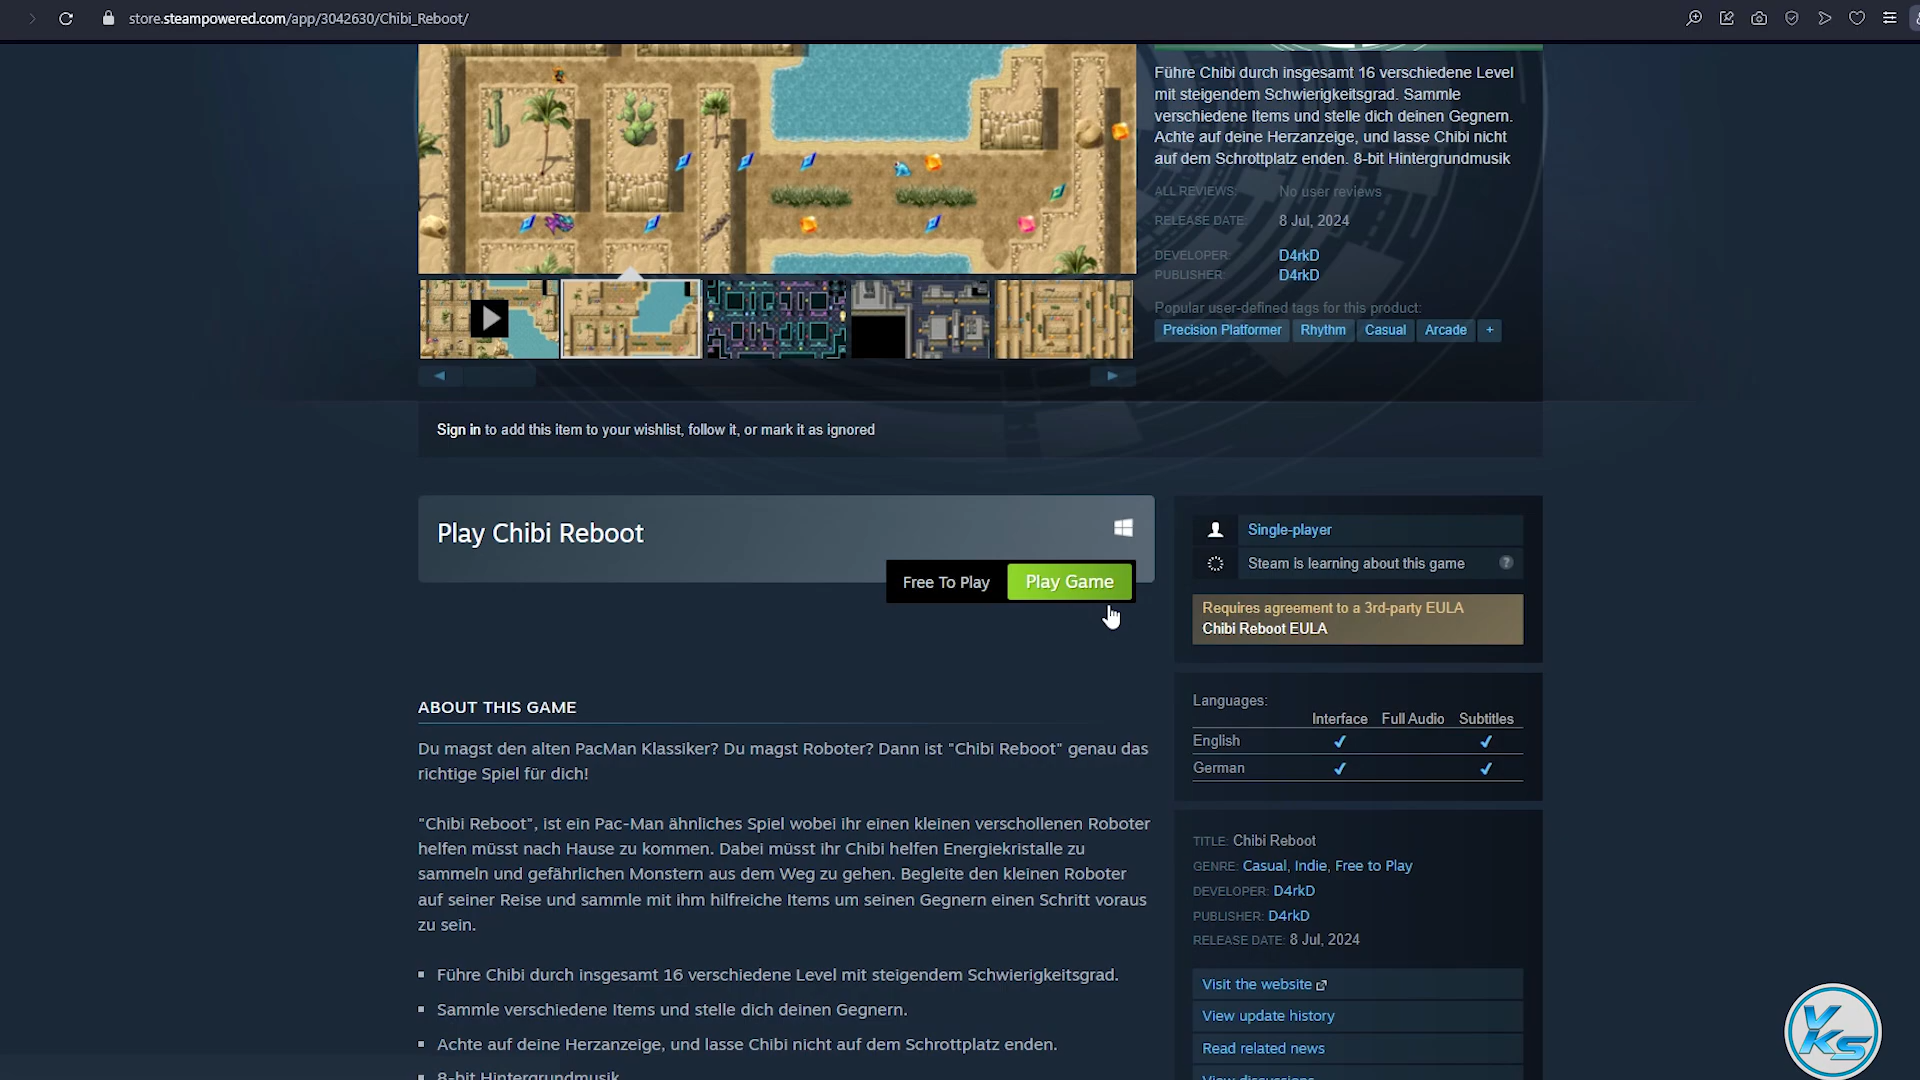 store.steampowered.com/app/3042630/Chibi_Reboot/
Führe Chibi durch insgesamt 16 verschiedene Level
mit steigendem Schwierigkeitsgrad. Sammle
verschiedene Items und stelle dich deinen Gegnern.
Achte auf deine Herzanzeige, und lasse Chibi nicht
auf dem Schrottplatz enden. 8-bit Hintergrundmusik
ALL REVIEWS: No user reviews
RELEASE DATE: 8 Jul, 2024
DEVELOPER: D4rkD
PUBLISHER: D4rkD
Popular user-defined tags for this product:
Precision Platformer Rhythm Casual Arcade +
Sign in to add this item to your wishlist, follow it, or mark it as ignored
Play Chibi Reboot
Free To Play Play Game
Single-player
Steam is learning about this game ?
Requires agreement to a 3rd-party EULA
Chibi Reboot EULA
ABOUT THIS GAME
Du magst den alten PacMan Klassiker? Du magst Roboter? Dann ist "Chibi Reboot" genau das
richtige Spiel für dich!
"Chibi Reboot", ist ein Pac-Man ähnliches Spiel wobei ihr einen kleinen verschollenen Roboter
helfen müsst nach Hause zu kommen. Dabei müsst ihr Chibi helfen Energiekristalle zu
sammeln und gefährlichen Monstern aus dem Weg zu gehen. Begleite den kleinen Roboter
auf seiner Reise und sammle mit ihm hilfreiche Items um seinen Gegnern einen Schritt voraus
zu sein.
▪ Führe Chibi durch insgesamt 16 verschiedene Level mit steigendem Schwierigkeitsgrad.
▪ Sammle verschiedene Items und stelle dich deinen Gegnern.
▪ Achte auf deine Herzanzeige, und lasse Chibi nicht auf dem Schrottplatz enden.
▪ 8-bit Hintergrundmusik
Languages:
Interface Full Audio Subtitles
English ✔ ✔
German ✔ ✔
TITLE: Chibi Reboot
GENRE: Casual, Indie, Free to Play
DEVELOPER: D4rkD
PUBLISHER: D4rkD
RELEASE DATE: 8 Jul, 2024
Visit the website
View update history
Read related news
View discussions
VKS